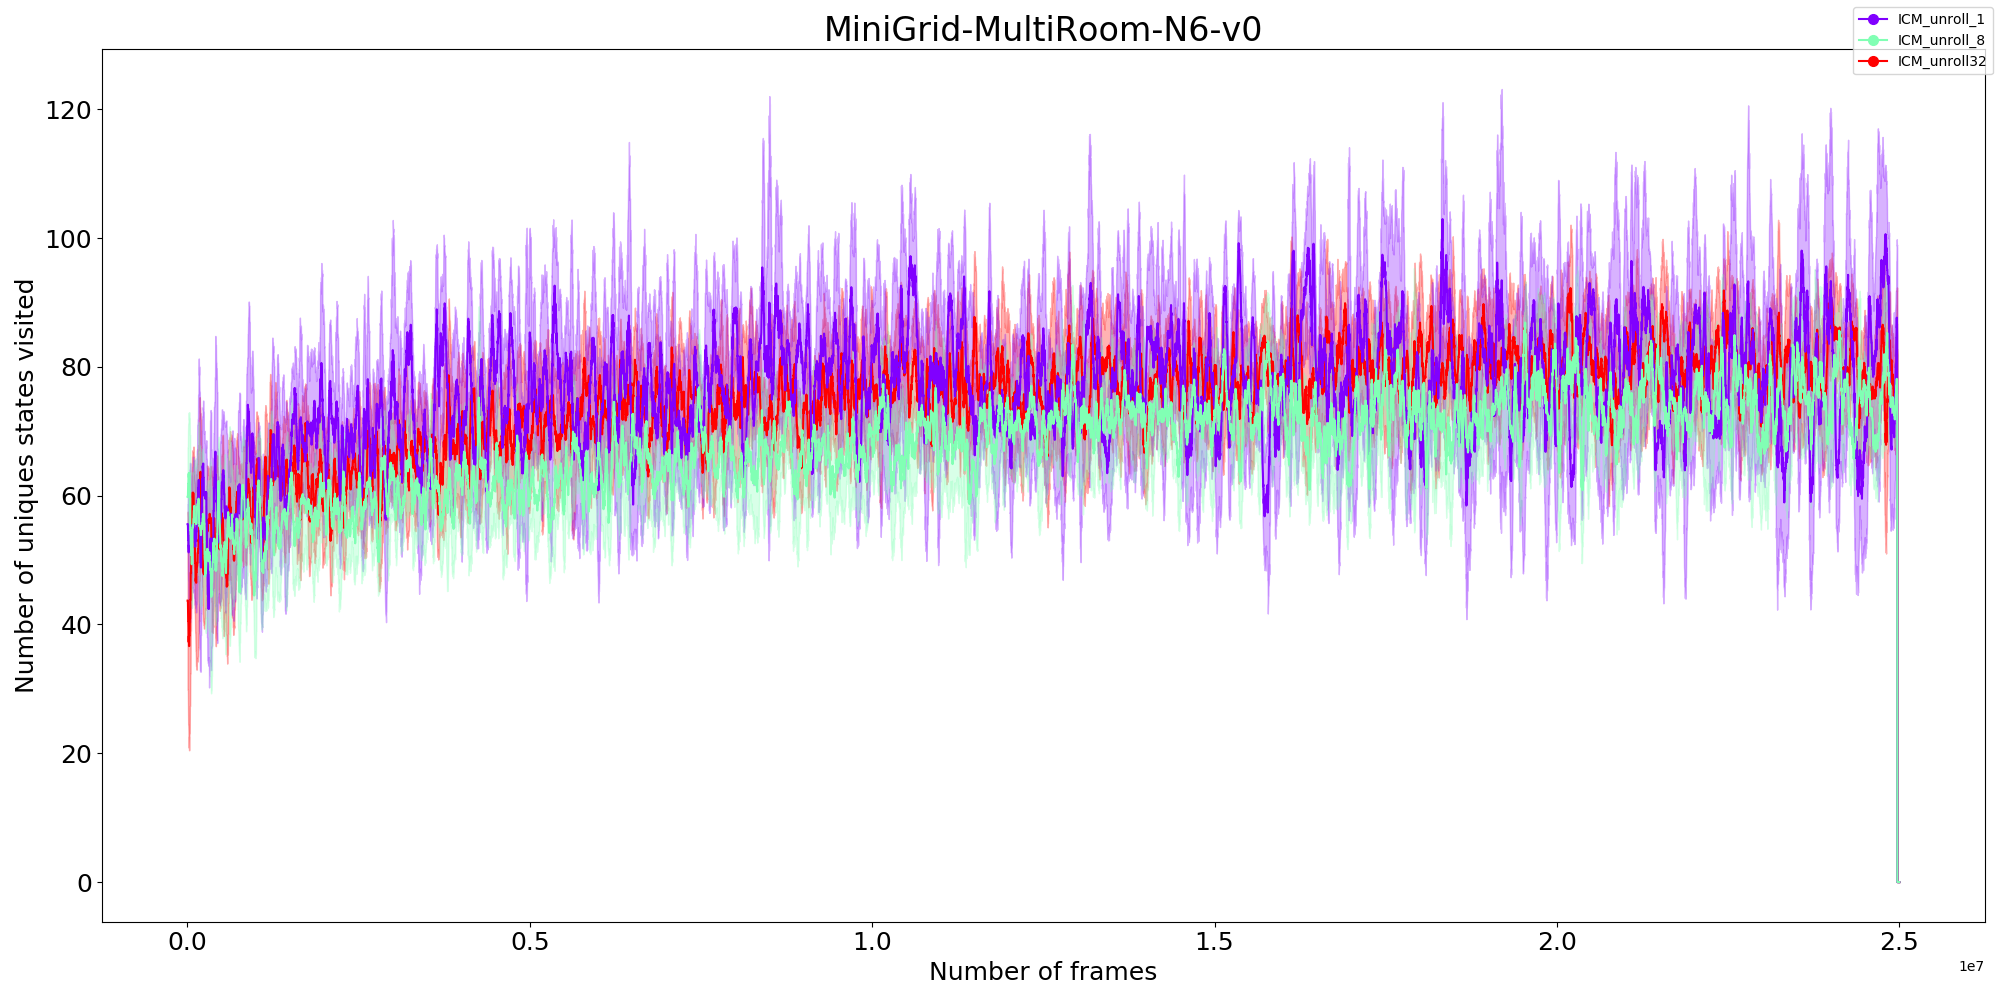 MiniGrid-MultiRoom-N6-v0
ICM_unroll_1
ICM_unroll_8
ICM_unroll32
Number of uniques states visited
120
100
80
60
40
20
0
0.0 0.5 1.0 1.5 2.0 2.5
1e7
Number of frames